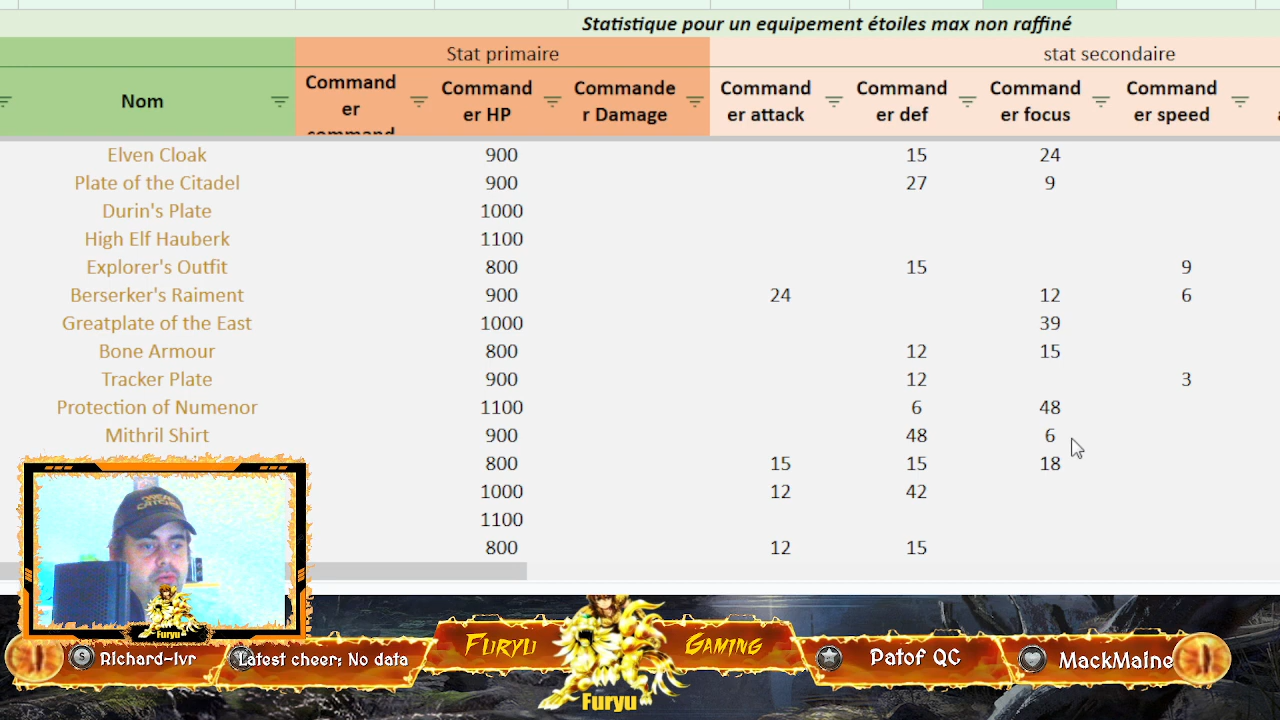 Statistique pour un equipement étoiles max non raffiné
Stat primaire stat secondaire
Nom
Command
er
command
Command
er HP
Commande
r Damage
Command
er attack
Command
er def
Command
er focus
Command
er speed
Elven Cloak 900 15 24
Plate of the Citadel 900 27 9
Durin's Plate 1000
High Elf Hauberk 1100
Explorer's Outfit 800 15 9
Berserker's Raiment 900 24 12 6
Greatplate of the East 1000 39
Bone Armour 800 12 15
Tracker Plate 900 12 3
Protection of Numenor 1100 6 48
Mithril Shirt 900 48 6
800 15 15 18
1000 12 42
1100
800 12 15
Furyu
S Richard-lvr
Latest cheer: No data
Furyu Gaming
Furyu
Patof QC
MackMaine